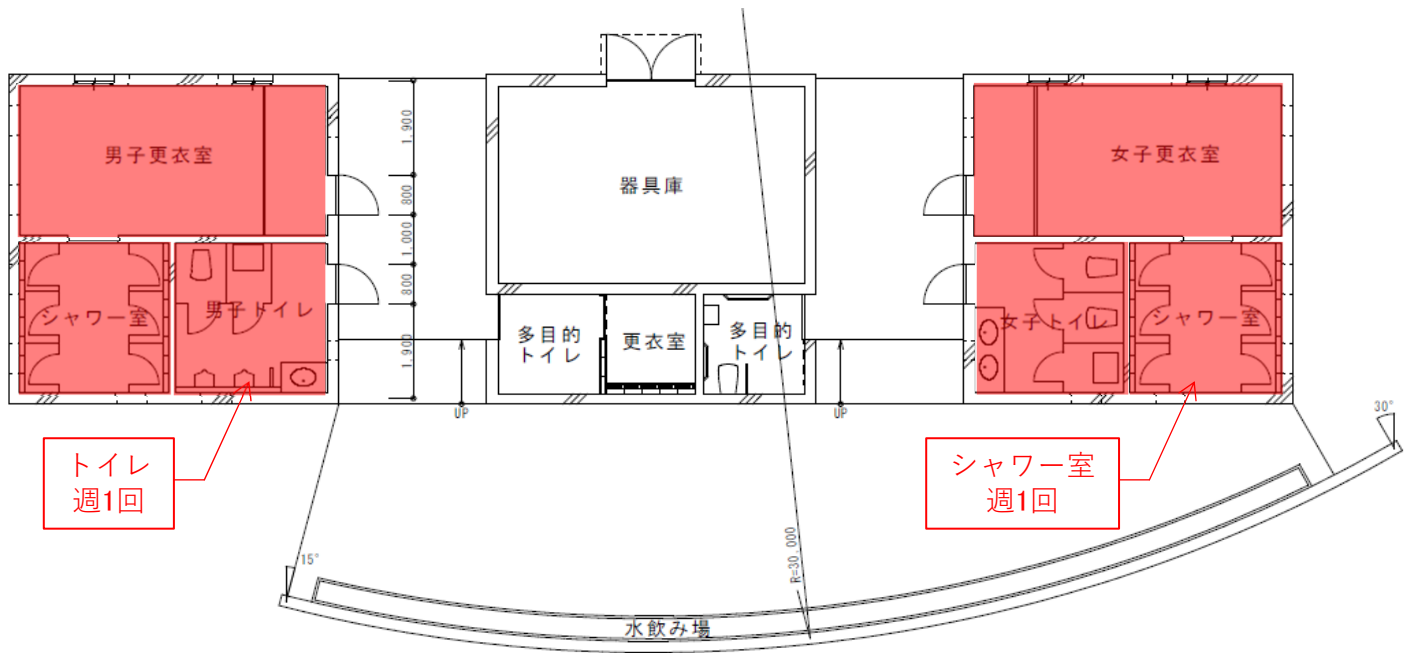 男子更衣室
シャワー室
男子トイレ
1,900
800
1,000
800
1,900
器具庫
多目的
トイレ
更衣室
多目的
トイレ
UP
UP
女子更衣室
女子トイレ
シャワー室
トイレ
週1回
シャワー室
週1回
15°
30°
R=30,000
水飲み場